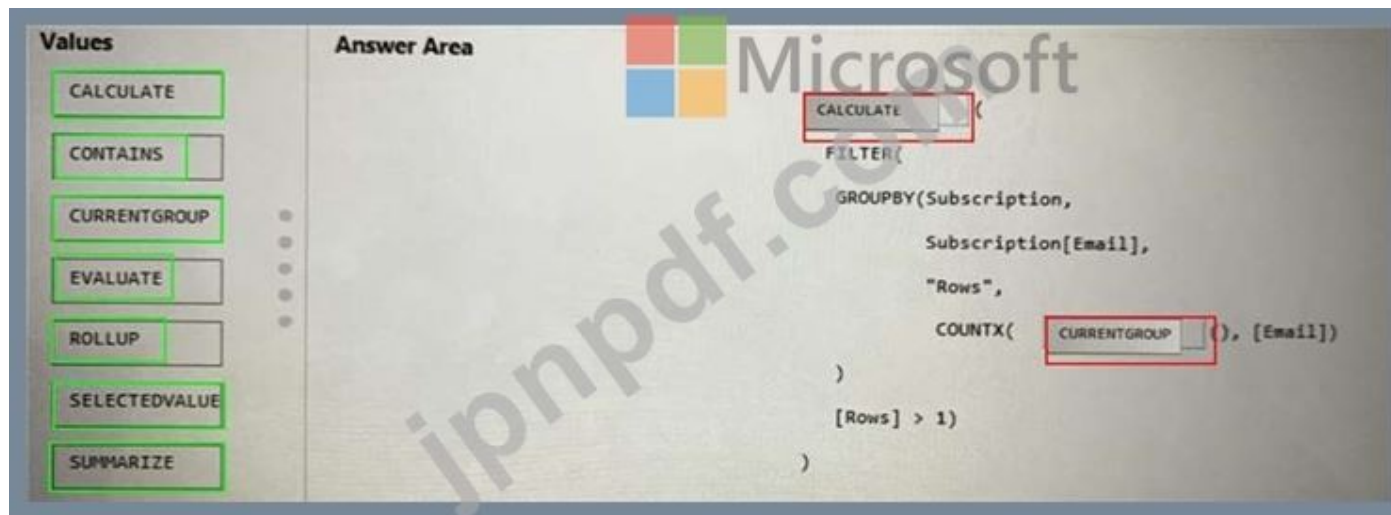 Values
CALCULATE
CONTAINS
CURRENTGROUP
EVALUATE
ROLLUP
SELECTEDVALUE
SUMMARIZE
Answer Area
Microsoft
CALCULATE (
FILTER(
GROUPBY(Subscription,
Subscription[Email],
"Rows",
COUNTX( CURRENTGROUP (), [Email])
)
[Rows] > 1)
)
jpnpdf.com